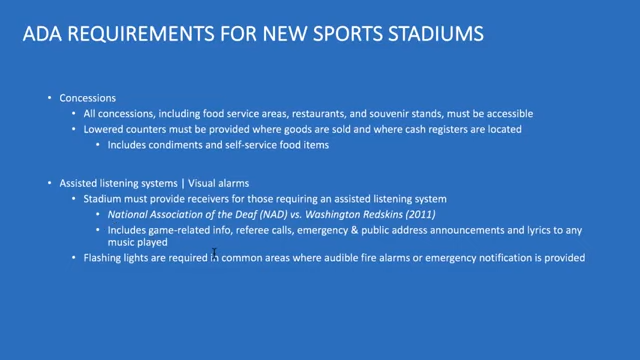 ADA REQUIREMENTS FOR NEW SPORTS STADIUMS
• Concessions
• All concessions, including food service areas, restaurants, and souvenir stands, must be accessible
• Lowered counters must be provided where goods are sold and where cash registers are located
• Includes condiments and self-service food items
• Assisted listening systems | Visual alarms
• Stadium must provide receivers for those requiring an assisted listening system
• National Association of the Deaf (NAD) vs. Washington Redskins (2011)
• Includes game-related info, referee calls, emergency & public address announcements and lyrics to any
music played
• Flashing lights are required in common areas where audible fire alarms or emergency notification is provided